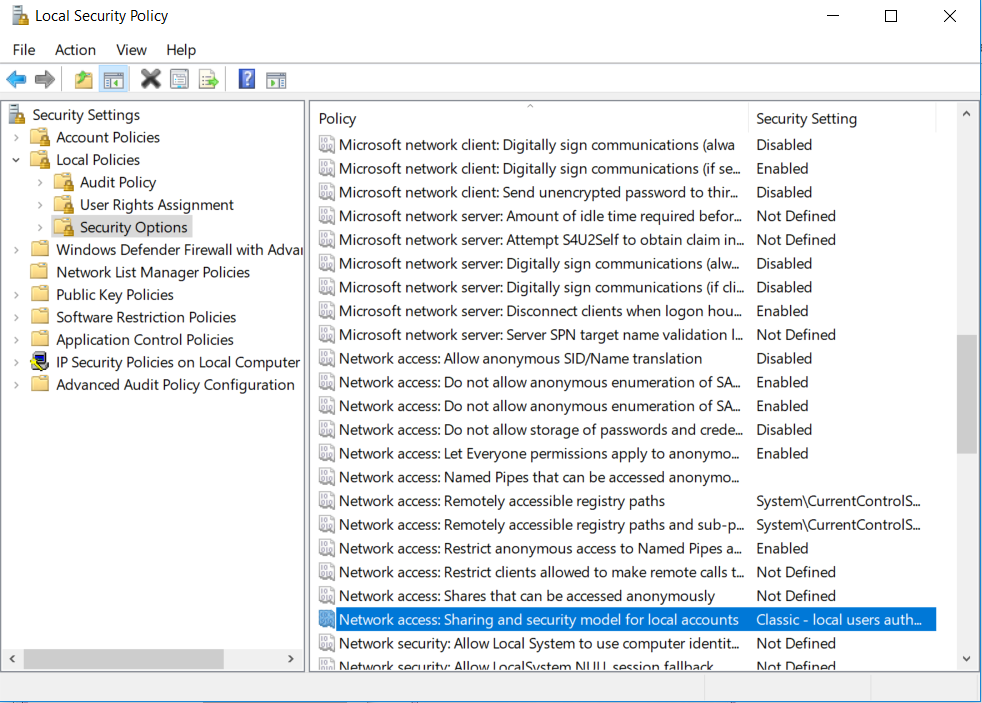 Local Security Policy
File Action View Help
Security Settings
Account Policies
Local Policies
Audit Policy
User Rights Assignment
Security Options
Windows Defender Firewall with Advar
Network List Manager Policies
Public Key Policies
Software Restriction Policies
Application Control Policies
IP Security Policies on Local Computer
Advanced Audit Policy Configuration
Policy Security Setting
Microsoft network client: Digitally sign communications (alwa Disabled
Microsoft network client: Digitally sign communications (if se... Enabled
Microsoft network client: Send unencrypted password to thir... Disabled
Microsoft network server: Amount of idle time required befor... Not Defined
Microsoft network server: Attempt S4U2Self to obtain claim in... Not Defined
Microsoft network server: Digitally sign communications (alw... Disabled
Microsoft network server: Digitally sign communications (if cli... Disabled
Microsoft network server: Disconnect clients when logon hou... Enabled
Microsoft network server: Server SPN target name validation l... Not Defined
Network access: Allow anonymous SID/Name translation Disabled
Network access: Do not allow anonymous enumeration of SA... Enabled
Network access: Do not allow anonymous enumeration of SA... Enabled
Network access: Do not allow storage of passwords and crede... Disabled
Network access: Let Everyone permissions apply to anonymo... Enabled
Network access: Named Pipes that can be accessed anonymo...
Network access: Remotely accessible registry paths System\CurrentControlS...
Network access: Remotely accessible registry paths and sub-p... System\CurrentControlS...
Network access: Restrict anonymous access to Named Pipes a... Enabled
Network access: Restrict clients allowed to make remote calls t... Not Defined
Network access: Shares that can be accessed anonymously Not Defined
Network access: Sharing and security model for local accounts Classic - local users auth...
Network security: Allow Local System to use computer identit... Not Defined
Network security: Allow LocalSystem NULL session fallback Not Defined